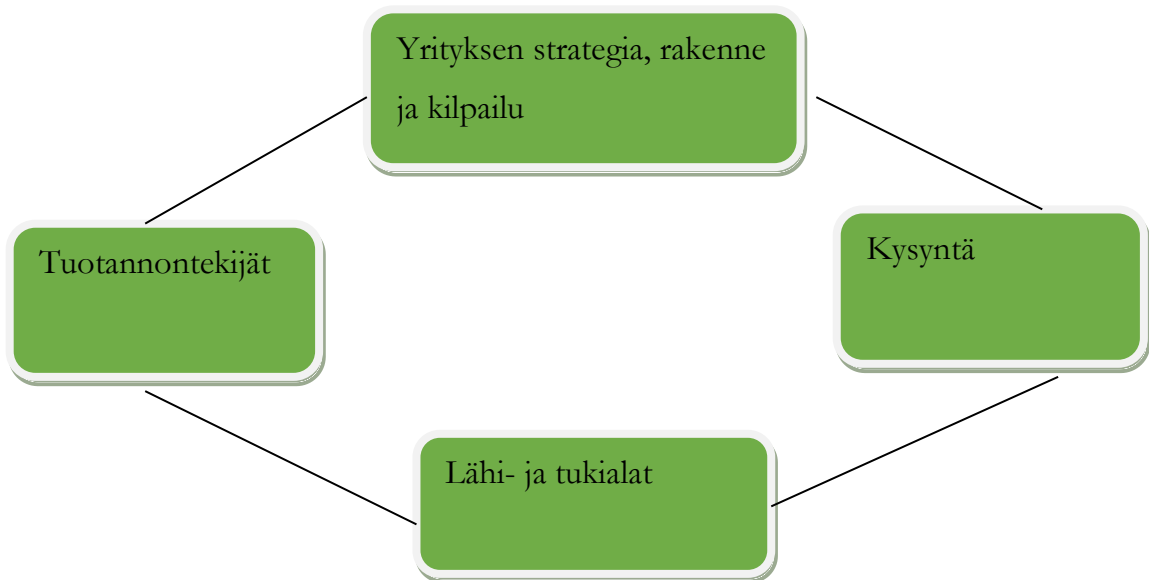 Yrityksen strategia, rakenne
ja kilpailu
Tuotannontekijät
Kysyntä
Lähi- ja tukialat